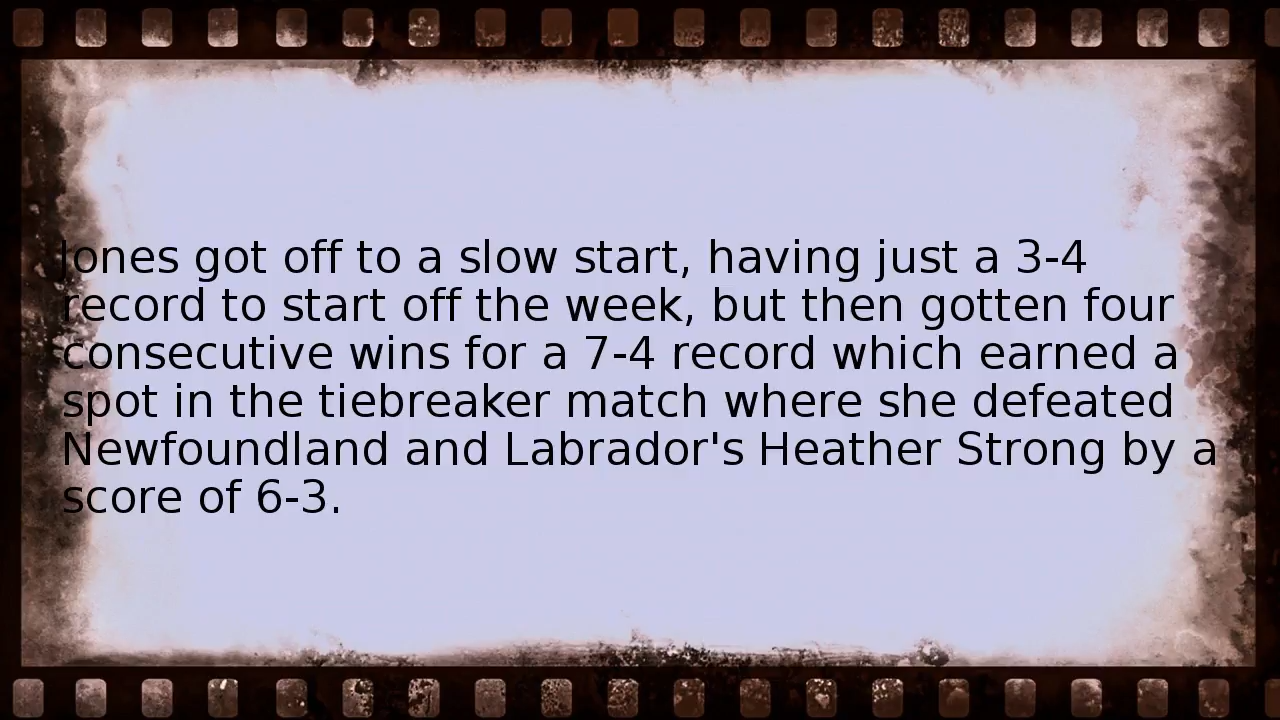 Jones got off to a slow start, having just a 3-4
record to start off the week, but then gotten four
consecutive wins for a 7-4 record which earned a
spot in the tiebreaker match where she defeated
Newfoundland and Labrador's Heather Strong by a
score of 6-3.